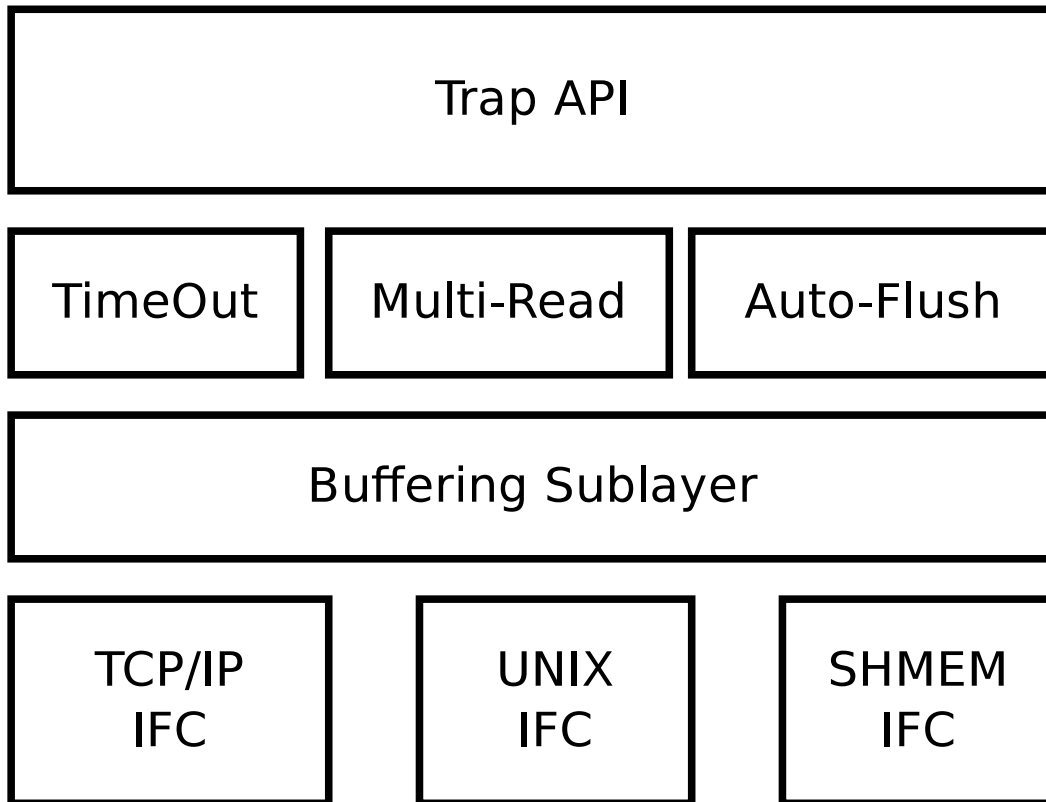 Trap API
TimeOut Multi-Read Auto-Flush
Buffering Sublayer
TCP/IP UNIX SHMEM
IFC IFC IFC